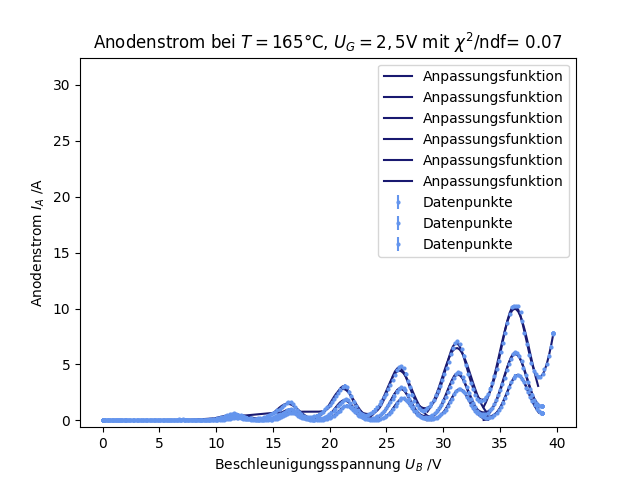 Anodenstrom bei T = 165°C, U_G = 2, 5V mit χ²/ndf= 0.07
Anodenstrom I_A /A
30
25
20
15
10
5
0
Anpassungsfunktion
Anpassungsfunktion
Anpassungsfunktion
Anpassungsfunktion
Anpassungsfunktion
Anpassungsfunktion
Datenpunkte
Datenpunkte
Datenpunkte
0 5 10 15 20 25 30 35 40
Beschleunigungsspannung U_B /V